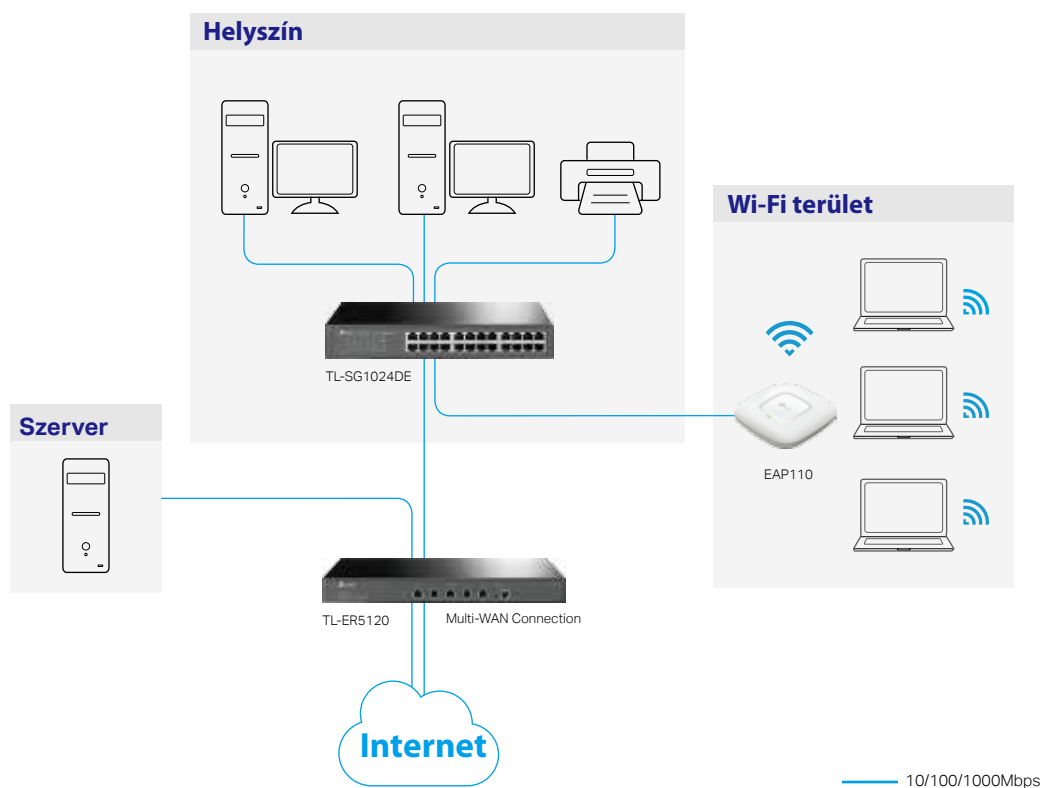 Helyszín
Wi-Fi terület
TL-SG1024DE
Szerver
EAP110
TL-ER5120
Multi-WAN Connection
Internet
10/100/1000Mbps